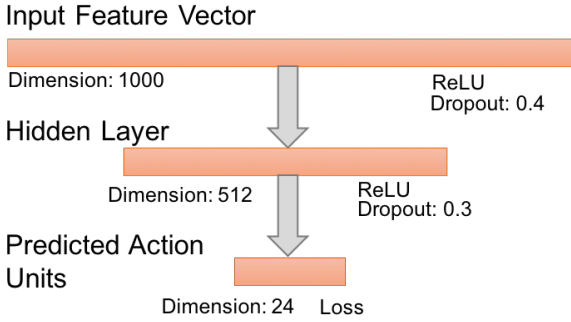 Input Feature Vector
Dimension: 1000
ReLU
Dropout: 0.4
Hidden Layer
Dimension: 512
ReLU
Dropout: 0.3
Predicted Action
Units
Dimension: 24
Loss